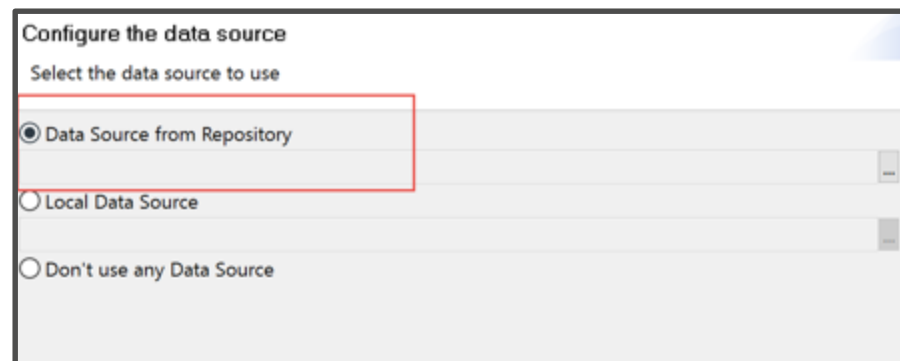 Configure the data source
Select the data source to use
Data Source from Repository
...
Local Data Source
...
Don't use any Data Source